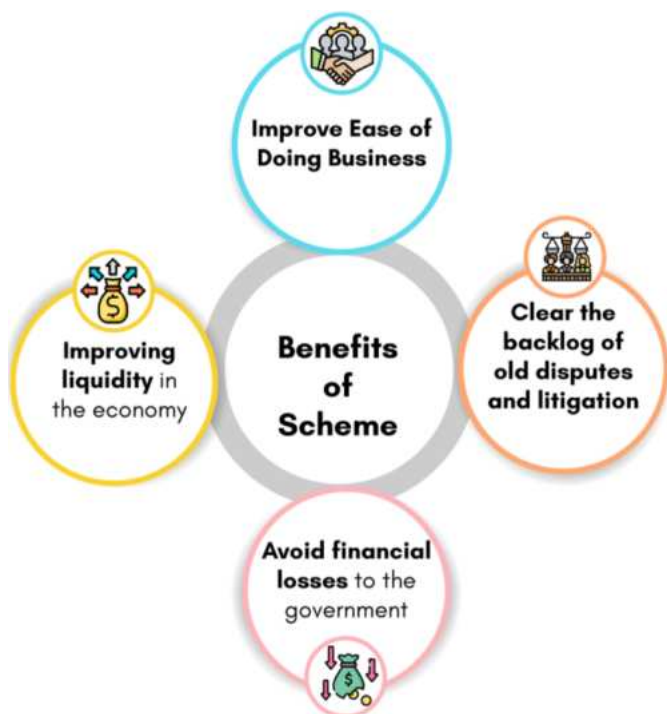 Improve Ease of
Doing Business
Clear the
backlog of
old disputes
and litigation
Improving
liquidity in
the economy
Benefits
of
Scheme
Avoid financial
losses to the
government